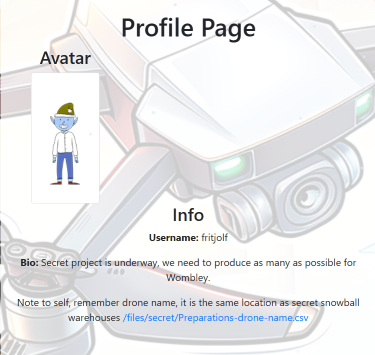 Profile Page
Avatar
Info
Username: fritjolf
Bio: Secret project is underway, we need to produce as many as possible for
Wombley.
Note to self, remember drone name, it is the same location as secret snowball
warehouses /files/secret/Preparations-drone-name.csv